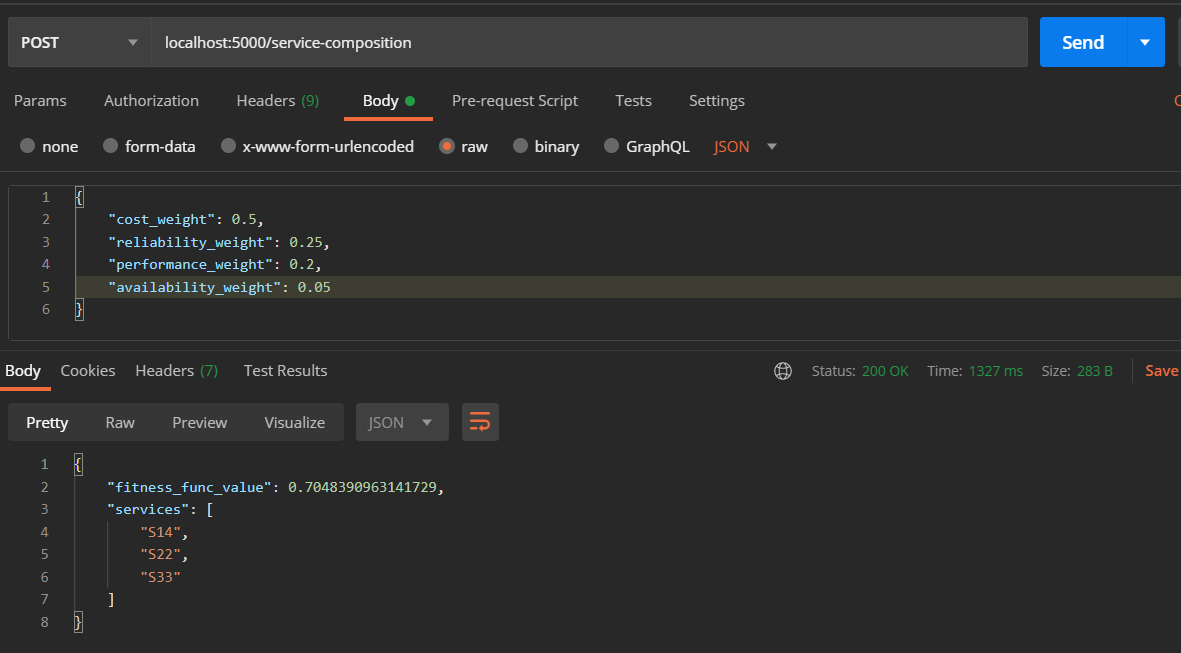 POST localhost:5000/service-composition Send
Params Authorization Headers (9) Body Pre-request Script Tests Settings
none form-data x-www-form-urlencoded raw binary GraphQL JSON
1 {
2 "cost_weight": 0.5,
3 "reliability_weight": 0.25,
4 "performance_weight": 0.2,
5 "availability_weight": 0.05
6 }
Body Cookies Headers (7) Test Results Status: 200 OK Time: 1327 ms Size: 283 B Save
Pretty Raw Preview Visualize JSON
1 {
2 "fitness_func_value": 0.7048390963141729,
3 "services": [
4 "S14",
5 "S22",
6 "S33"
7 ]
8 }